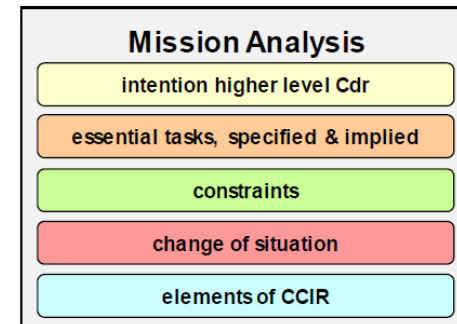 Mission Analysis
intention higher level Cdr
essential tasks, specified & implied
constraints
change of situation
elements of CCIR